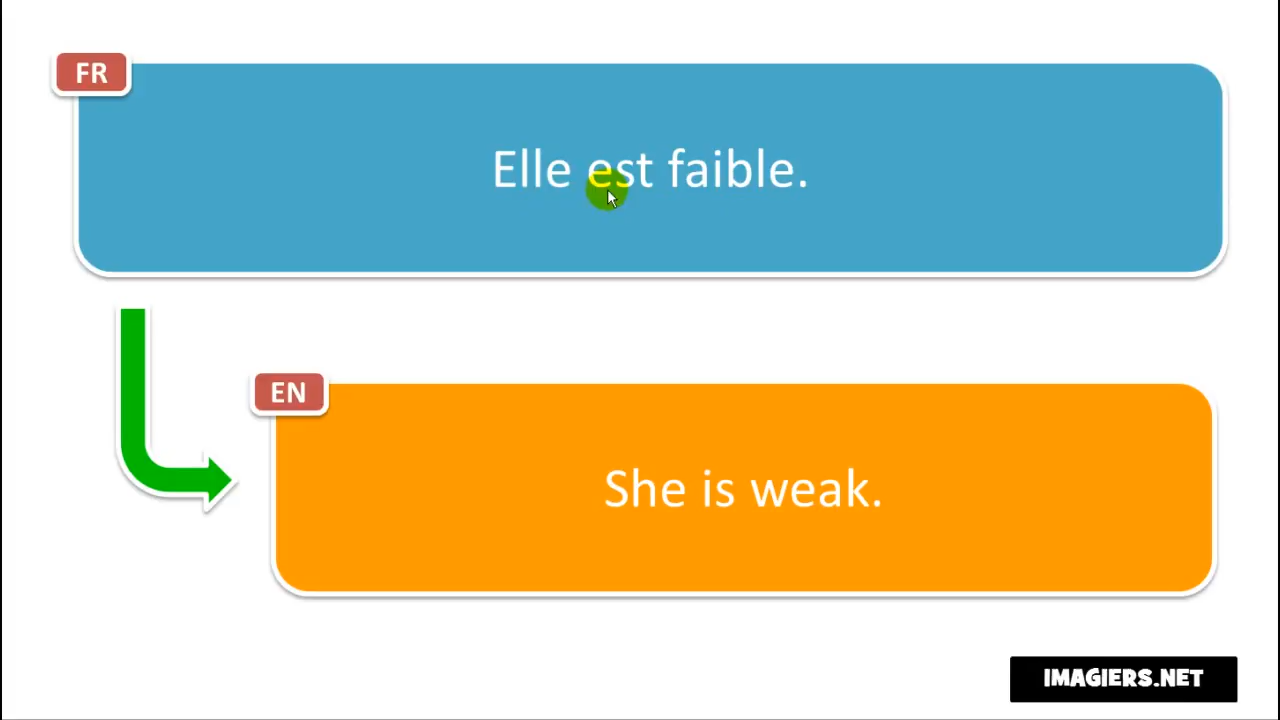 FR
Elle est faible.
EN
She is weak.
IMAGIERS.NET